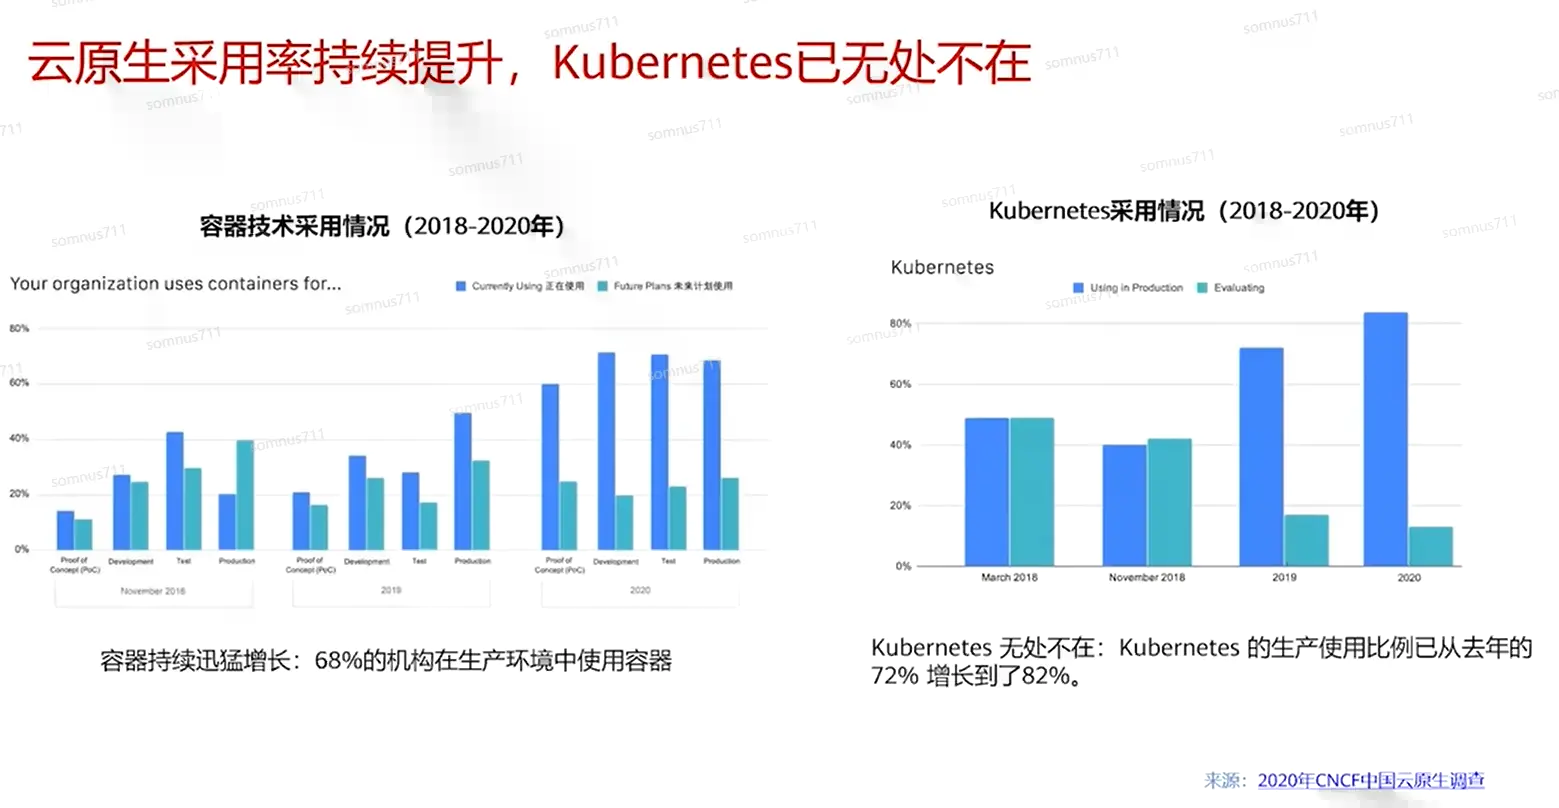 云原生采用率持续提升，Kubernetes已无处不在
容器技术采用情况（2018-2020年）
Your organization uses containers for...
Currently Using 正在使用 Future Plans 未来计划使用
80%
60%
40%
20%
0%
Proof of Concept (PoC) Development Test Production
Proof of Concept (PoC) Development Test Production
Proof of Concept (PoC) Development Test Production
November 2018 2019 2020
容器持续迅猛增长：68%的机构在生产环境中使用容器
Kubernetes采用情况（2018-2020年）
Kubernetes
Using in Production Evaluating
80%
60%
40%
20%
0%
March 2018 November 2018 2019 2020
Kubernetes 无处不在：Kubernetes 的生产使用比例已从去年的
72% 增长到了82%。
来源：2020年CNCF中国云原生调查
somnus711